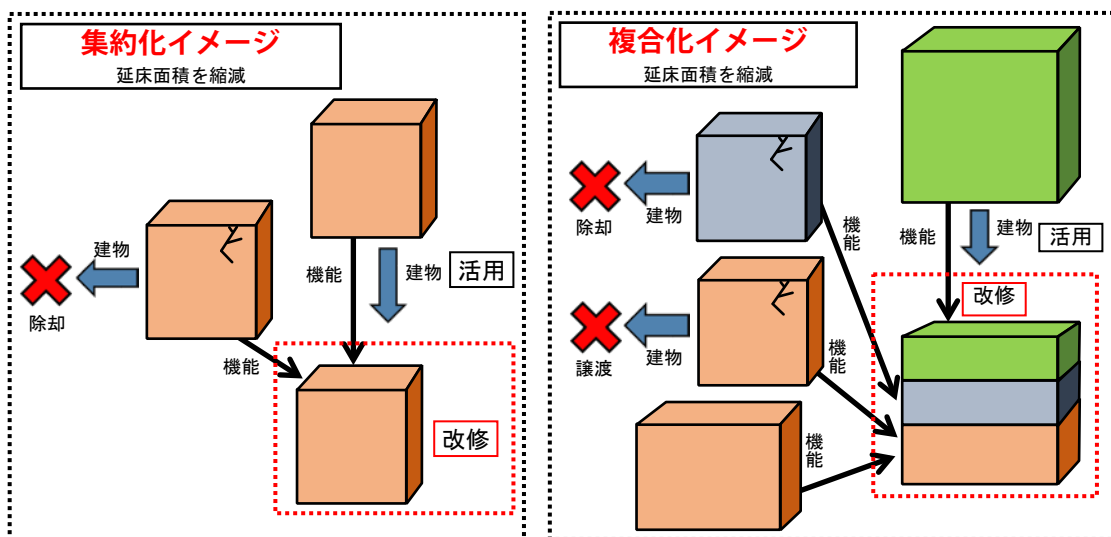 集約化イメージ
延床面積を縮減
建物
除却
機能
機能
建物
活用
改修
複合化イメージ
延床面積を縮減
建物
除却
建物
譲渡
機能
機能
機能
機能
建物
活用
改修